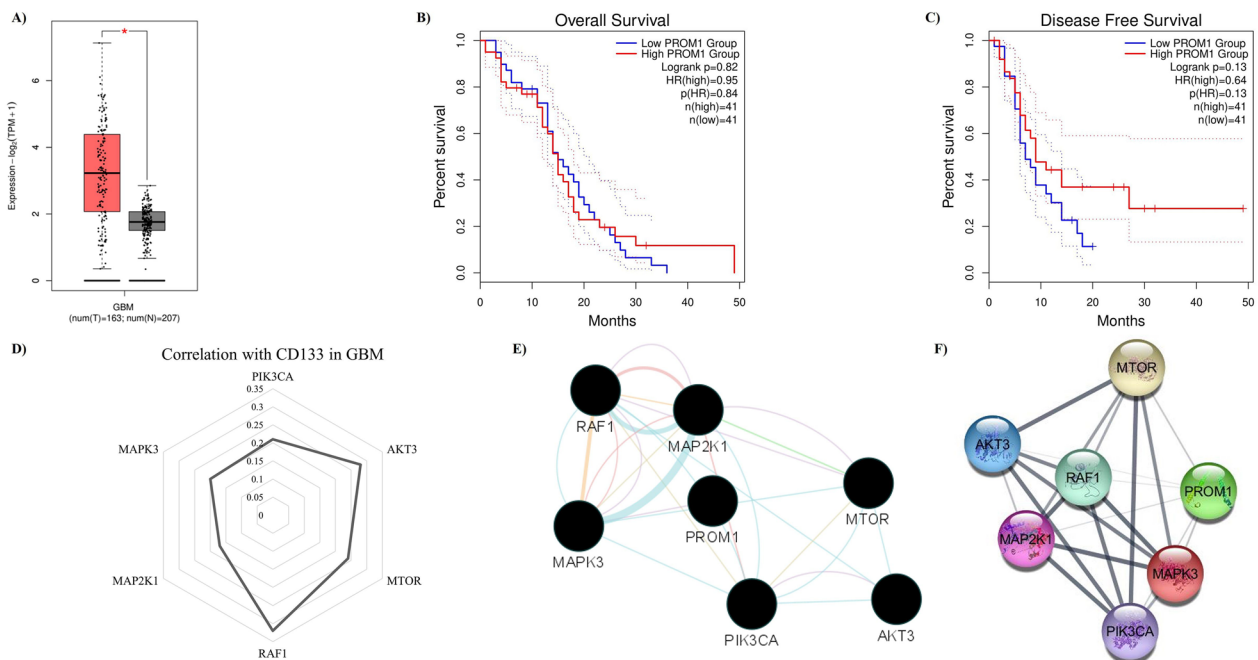 A)
6
4
2
0
Expression − log₂(TPM + 1)
*
GBM
(num(T)=163; num(N)=207)
B)
Overall Survival
Low PROM1 Group
High PROM1 Group
Logrank p=0.82
HR(high)=0.95
p(HR)=0.84
n(high)=41
n(low)=41
Percent survival
1.0
0.8
0.6
0.4
0.2
0.0
0 10 20 30 40 50
Months
C)
Disease Free Survival
Low PROM1 Group
High PROM1 Group
Logrank p=0.13
HR(high)=0.64
p(HR)=0.13
n(high)=41
n(low)=41
Percent survival
1.0
0.8
0.6
0.4
0.2
0.0
0 10 20 30 40 50
Months
D)
Correlation with CD133 in GBM
PIK3CA
0.35
0.3
0.25
0.2
0.15
0.1
0.05
0
MAPK3
AKT3
MAP2K1
MTOR
RAF1
E)
RAF1
MAP2K1
MTOR
PROM1
MAPK3
PIK3CA
AKT3
F)
MTOR
AKT3
RAF1
PROM1
MAP2K1
MAPK3
PIK3CA